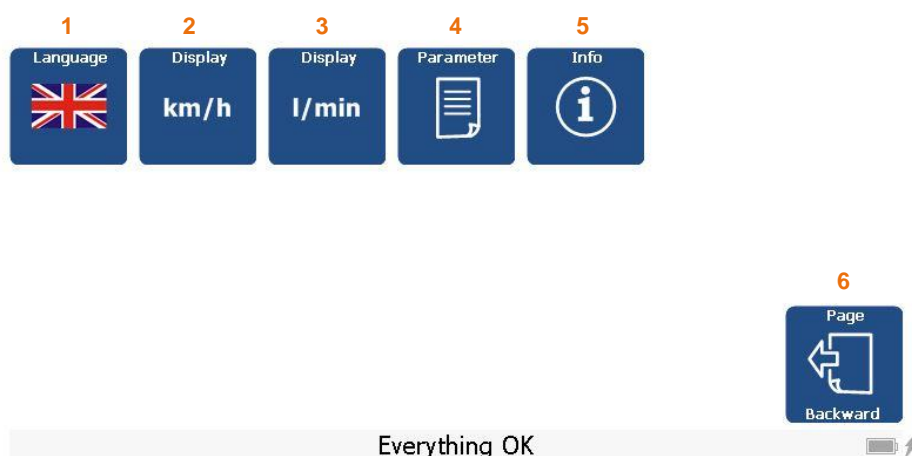 1 2 3 4 5
Language Display Display Parameter Info
km/h l/min i
6
Page
Backward
Everything OK